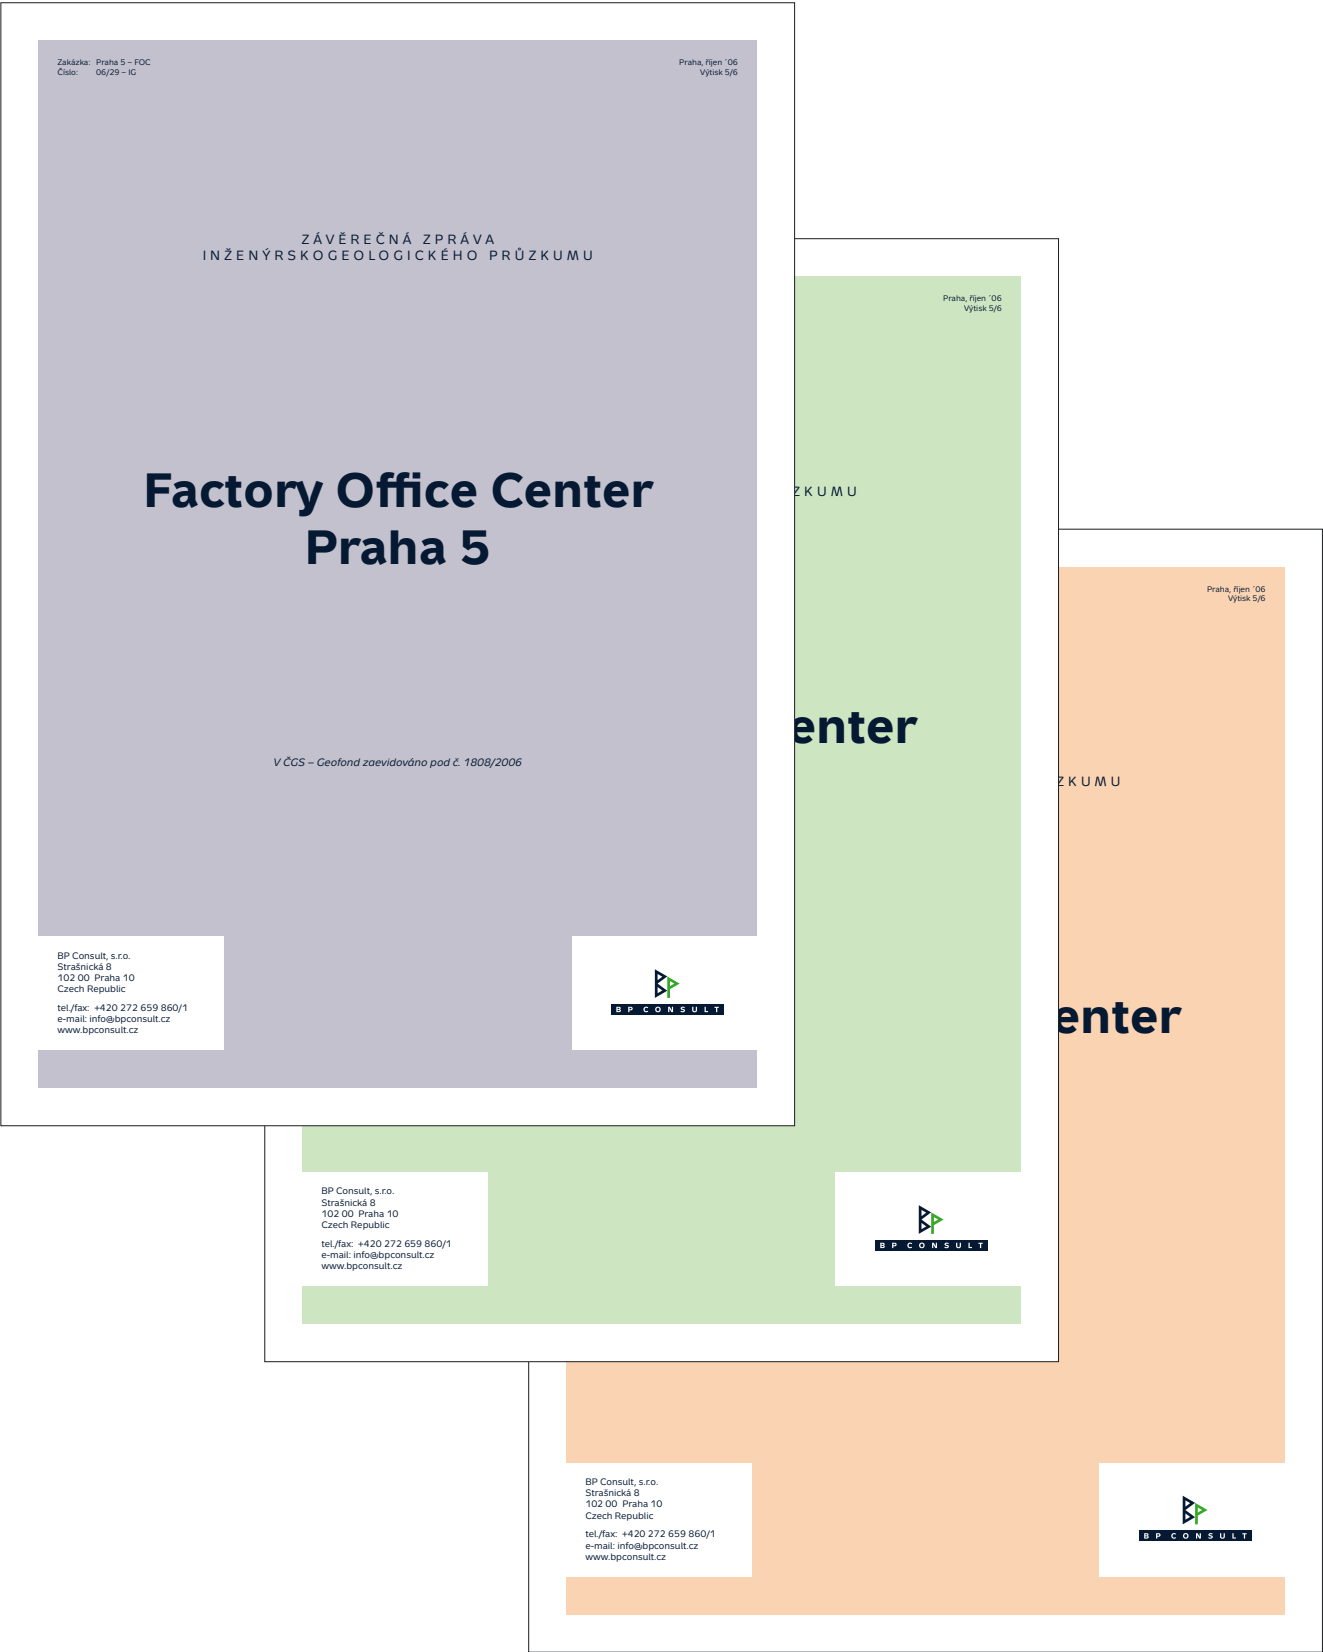 Zakázka: Praha 5 – FOC
Číslo: 06/29 – IG
Praha, říjen ´06
Výtisk 5/6
ZÁVĚREČNÁ ZPRÁVA
INŽENÝRSKOGEOLOGICKÉHO PRŮZKUMU
Factory Office Center
Praha 5
V ČGS – Geofond zaevidováno pod č. 1808/2006
BP Consult, s.r.o.
Strašnická 8
102 00 Praha 10
Czech Republic
tel./fax: +420 272 659 860/1
e-mail: info@bpconsult.cz
www.bpconsult.cz
BP
BP CONSULT
Praha, říjen ´06
Výtisk 5/6
ZKUMU
enter
BP Consult, s.r.o.
Strašnická 8
102 00 Praha 10
Czech Republic
tel./fax: +420 272 659 860/1
e-mail: info@bpconsult.cz
www.bpconsult.cz
BP
BP CONSULT
Praha, říjen ´06
Výtisk 5/6
ZKUMU
enter
BP Consult, s.r.o.
Strašnická 8
102 00 Praha 10
Czech Republic
tel./fax: +420 272 659 860/1
e-mail: info@bpconsult.cz
www.bpconsult.cz
BP
BP CONSULT